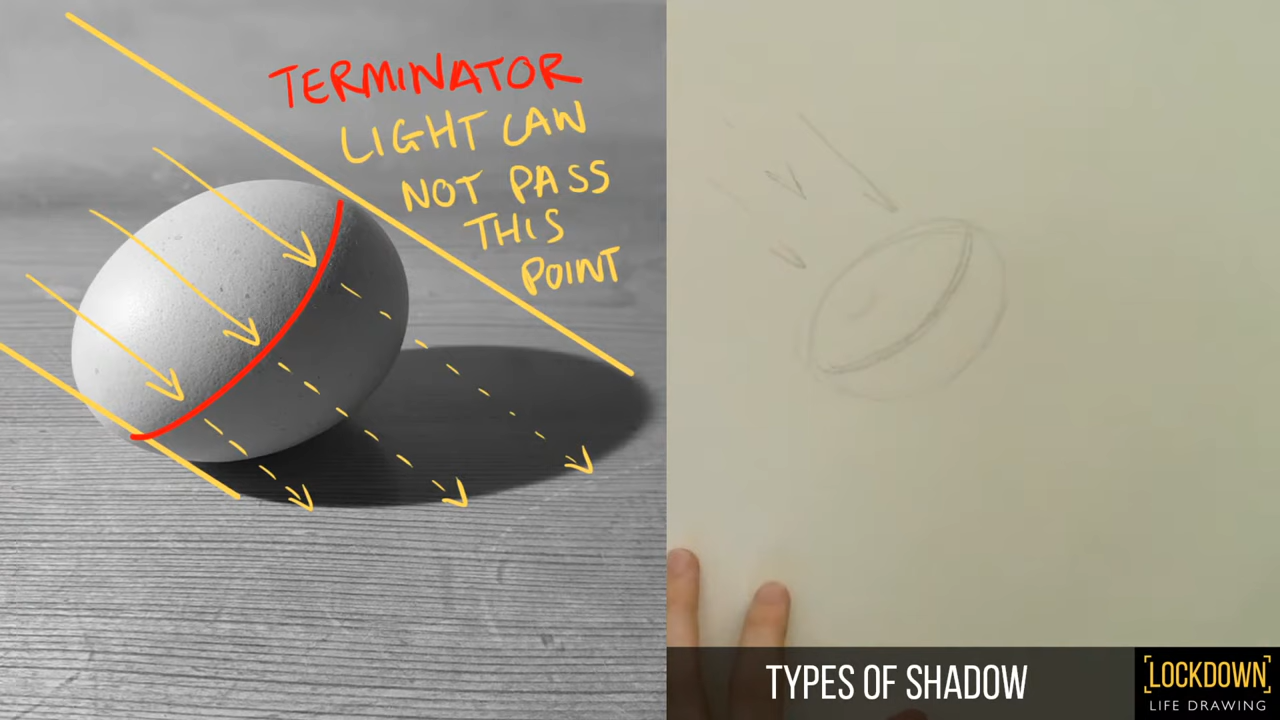 TERMINATOR
LIGHT CAN
NOT PASS
THIS
POINT
TYPES OF SHADOW
[LOCKDOWN]
LIFE DRAWING